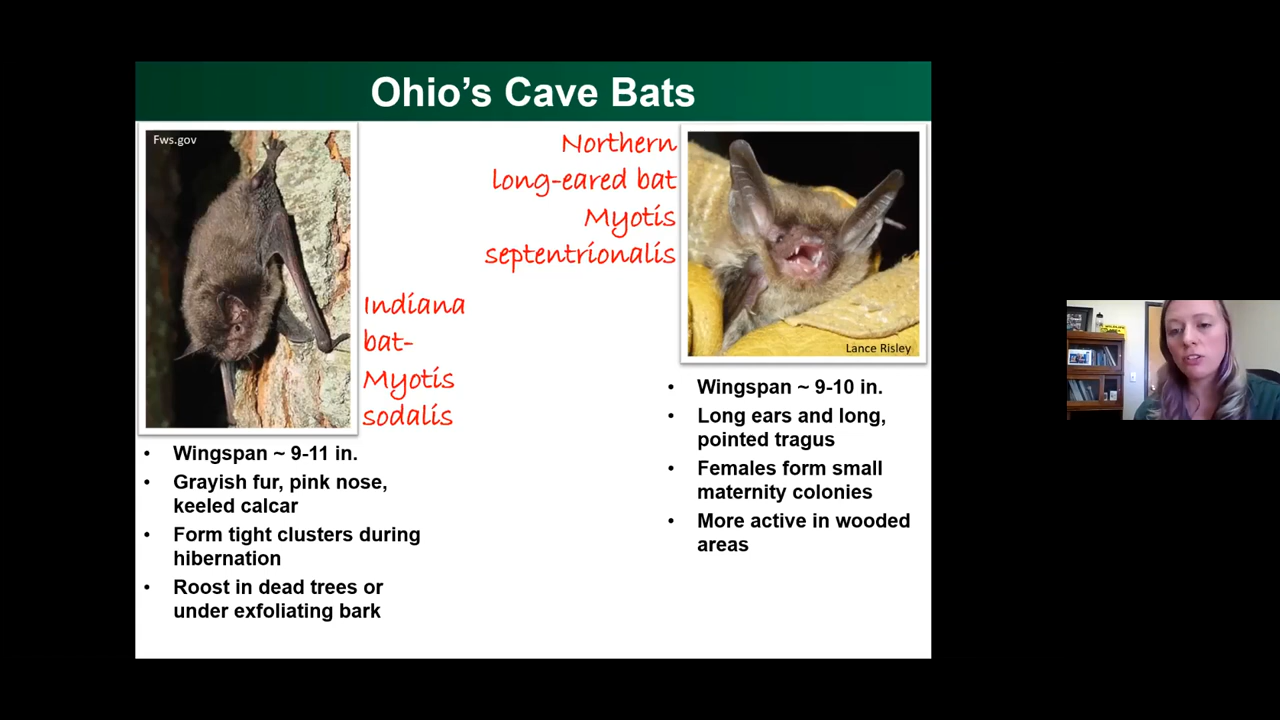 Ohio's Cave Bats
Fws.gov
Indiana
bat-
Myotis
sodalis
• Wingspan ~ 9-11 in.
• Grayish fur, pink nose,
keeled calcar
• Form tight clusters during
hibernation
• Roost in dead trees or
under exfoliating bark
Northern
long-eared bat
Myotis
septentrionalis
Lance Risley
• Wingspan ~ 9-10 in.
• Long ears and long,
pointed tragus
• Females form small
maternity colonies
• More active in wooded
areas